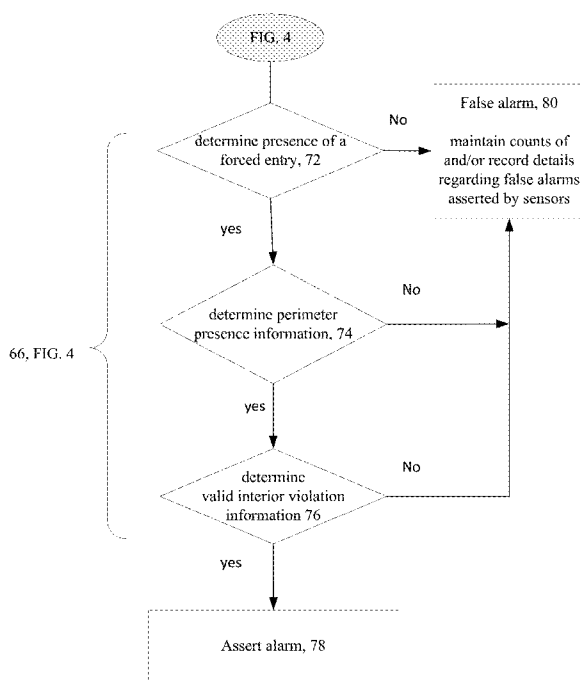 FIG. 4
False alarm, 80
No
maintain counts of
and/or record details
regarding false alarms
asserted by sensors
determine presence of a
forced entry, 72
yes
determine perimeter
presence information, 74
No
66, FIG. 4
yes
determine
valid interior violation
information 76
No
yes
Assert alarm, 78